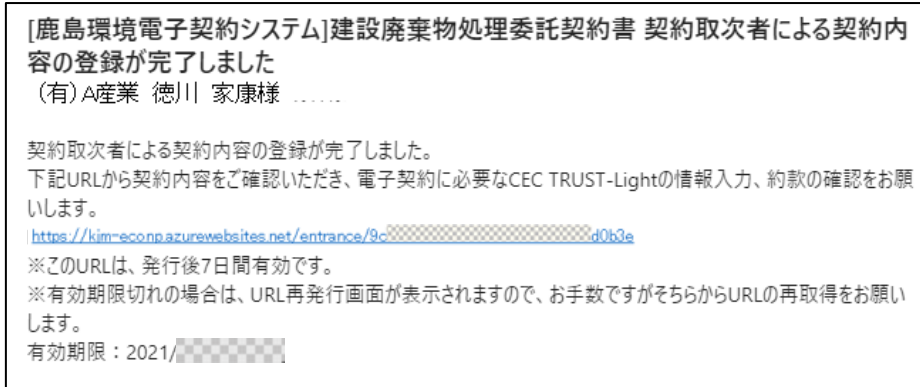 [鹿島環境電子契約システム]建設廃棄物処理委託契約書 契約取次者による契約内
容の登録が完了しました
(有)A産業 徳川 家康様
契約取次者による契約内容の登録が完了しました。
下記URLから契約内容をご確認いただき、電子契約に必要なCEC TRUST-Lightの情報入力、約款の確認をお願
いします。
https://kjm-econp.azurewebsites.net/entrance/9c d0b3e
※このURLは、発行後7日間有効です。
※有効期限切れの場合は、URL再発行画面が表示されますので、お手数ですがそちらからURLの再取得をお願い
します。
有効期限：2021/